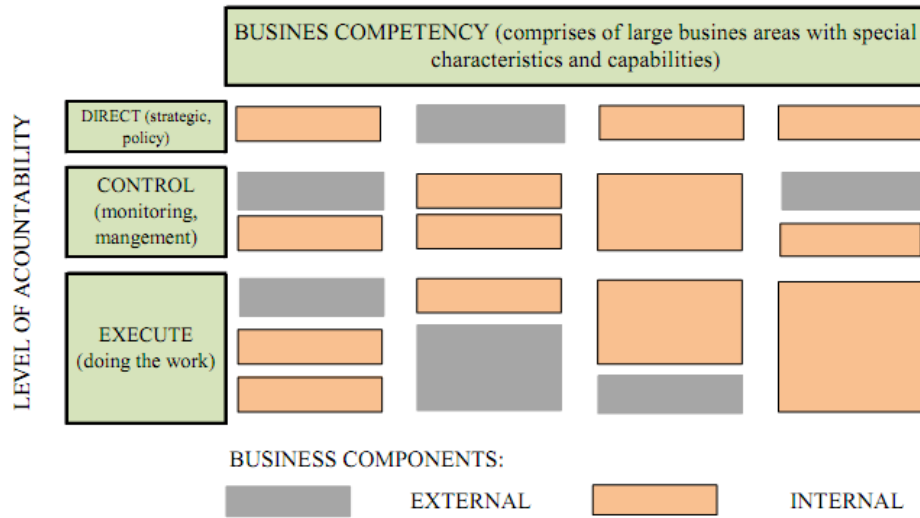 BUSINES COMPETENCY (comprises of large busines areas with special
characteristics and capabilities)
LEVEL OF ACOUNTABILITY
DIRECT (strategic,
policy)
CONTROL
(monitoring,
mangement)
EXECUTE
(doing the work)
BUSINESS COMPONENTS:
EXTERNAL
INTERNAL